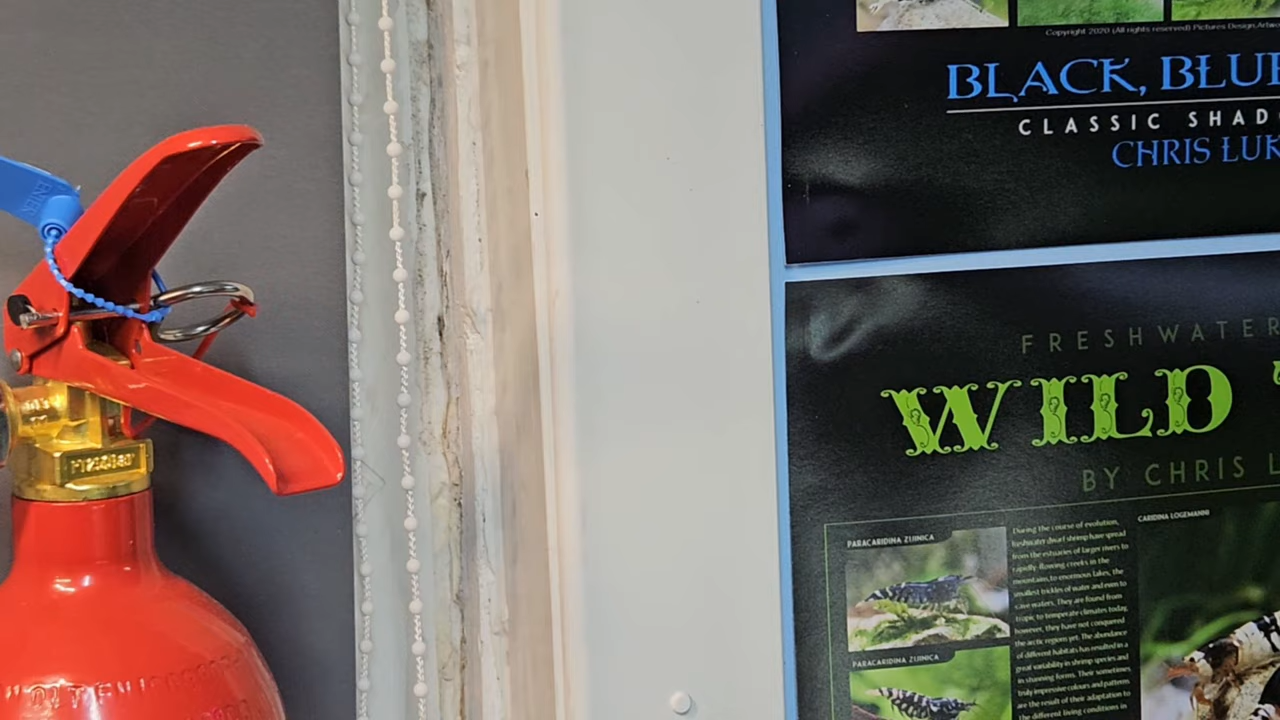 Copyright 2020 (All rights reserved) Pictures Design,Artw
BLACK, BLUE
CLASSIC SHADO
CHRIS LUK
FRESHWATER
WILD
BY CHRIS L
PARACARIDINA ZIJINICA
PARACARIDINA ZIJINICA
During the course of evolution,
freshwater dwarf shrimp have spread
from the estuaries of larger rivers to
rapidly-flowing creeks in the
mountains, to enormous lakes, the
smallest trickles of water and even to
cave waters. They are found from
tropic to temperate climates today,
however, they have not conquered
the arctic regions yet. The abundance
of different habitats has resulted in a
great variability in shrimp species and
in stunning forms. Their sometimes
truly impressive colours and patterns
are the result of their adaptation to
The different living conditions in
CARIDINA LOGEMANNI